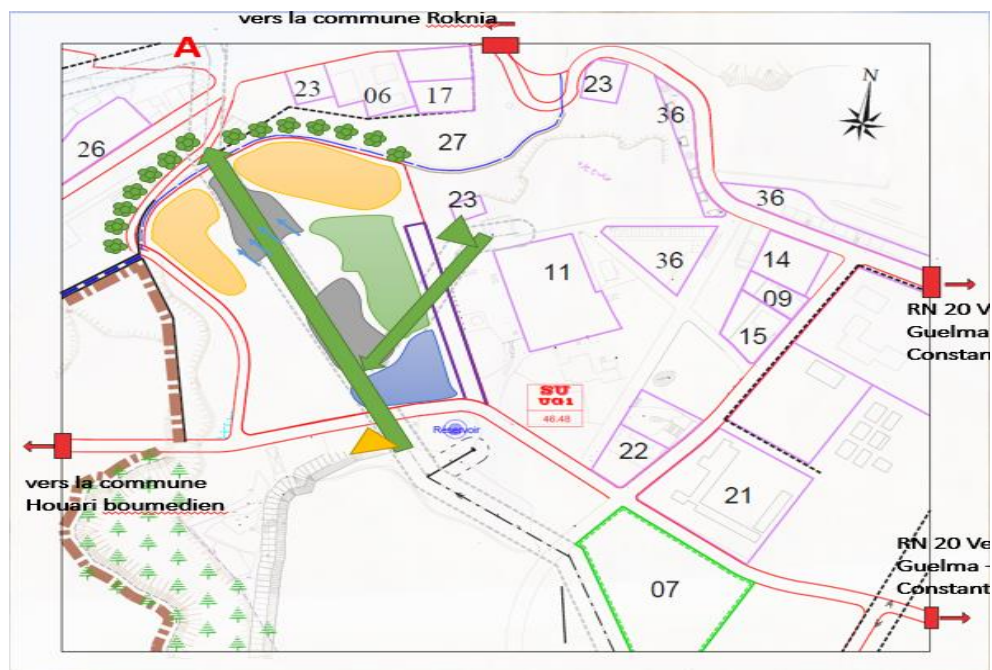 vers la commune Roknia
A
N
23
06
17
23
36
26
27
23
36
11
36
14
09
15
RN 20 V
Guelma
Constan
SU
UG1
46.48
Réservoir
22
vers la commune
Houari boumedien
21
RN 20 Ve
Guelma -
Constant
07